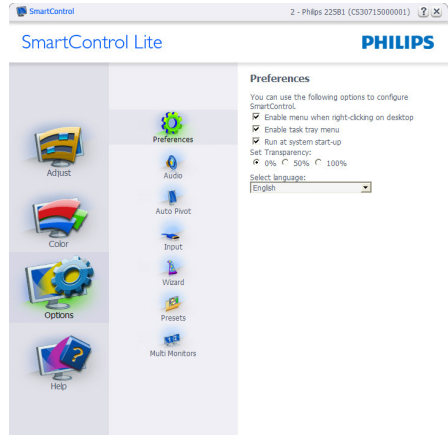 SmartControl
2 - Philips 225B1 (CS30715000001)
SmartControl Lite
PHILIPS
Adjust
Color
Options
Help
Preferences
Audio
Auto Pivot
Input
Wizard
Presets
Multi Monitors
Preferences
You can use the following options to configure
SmartControl.
Enable menu when right-clicking on desktop
Enable task tray menu
Run at system start-up
Set Transparency:
0% 50% 100%
Select language:
English